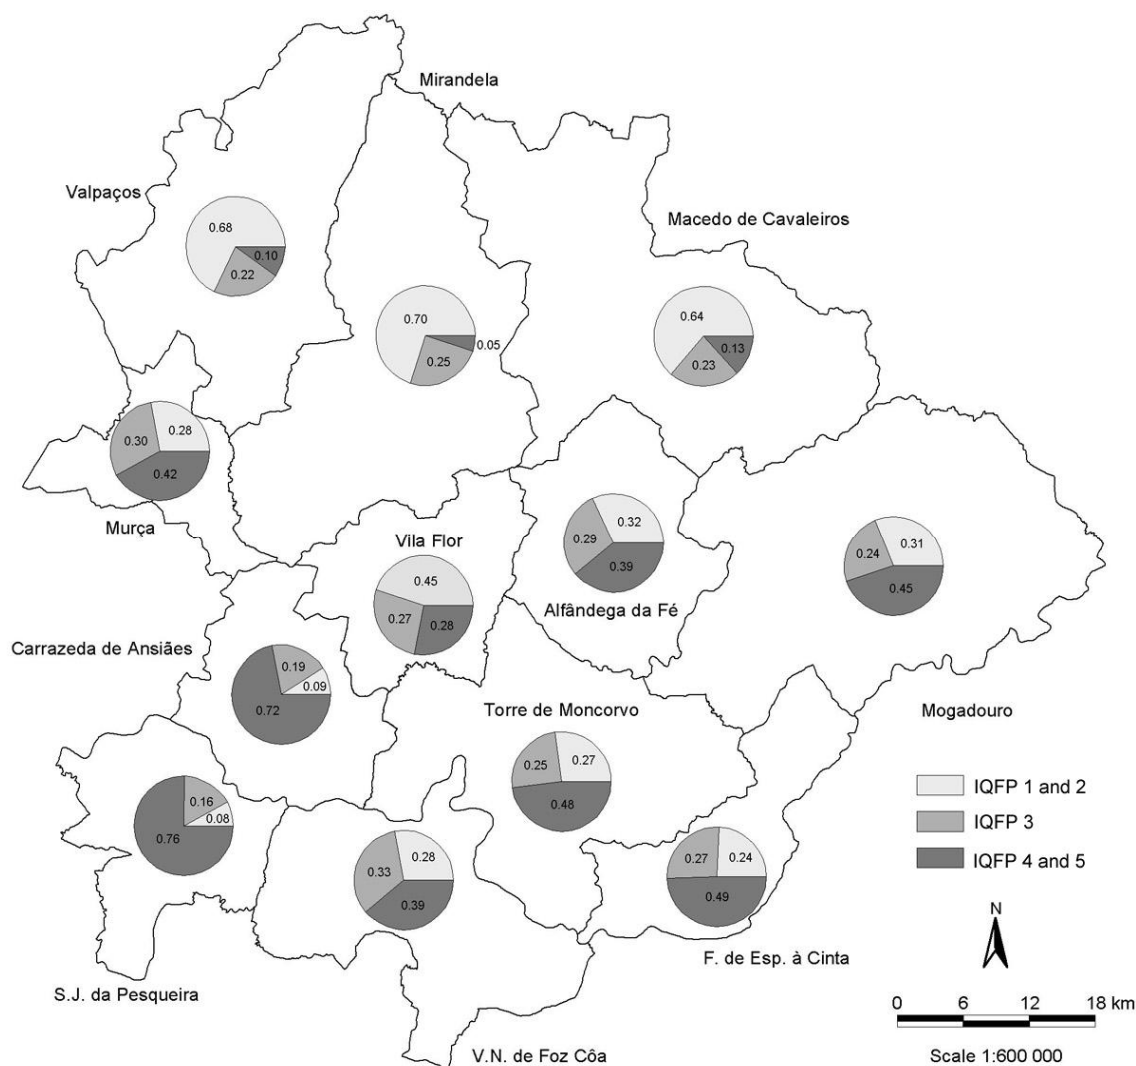 Mirandela
Valpaços
Macedo de Cavaleiros
0.68
0.10
0.22
0.70
0.05
0.25
0.64
0.13
0.23
0.30
0.28
0.42
Murça
Vila Flor
0.45
0.27
0.28
0.32
0.29
0.39
Alfândega da Fé
0.31
0.24
0.45
Carrazeda de Ansiães
0.19
0.09
0.72
Torre de Moncorvo
Mogadouro
0.27
0.25
0.48
0.16
0.08
0.76
0.28
0.33
0.39
0.27
0.24
0.49
F. de Esp. à Cinta
S.J. da Pesqueira
V.N. de Foz Côa
IQFP 1 and 2
IQFP 3
IQFP 4 and 5
N
0 6 12 18 km
Scale 1:600 000